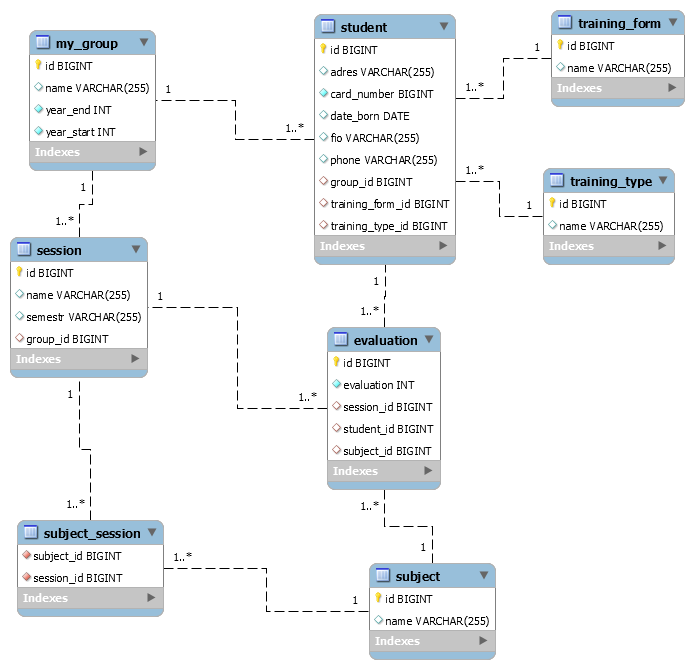 my_group
id BIGINT
name VARCHAR(255)
year_end INT
year_start INT
Indexes
student
id BIGINT
adres VARCHAR(255)
card_number BIGINT
date_born DATE
fio VARCHAR(255)
phone VARCHAR(255)
group_id BIGINT
training_form_id BIGINT
training_type_id BIGINT
Indexes
training_form
id BIGINT
name VARCHAR(255)
Indexes
training_type
id BIGINT
name VARCHAR(255)
Indexes
session
id BIGINT
name VARCHAR(255)
semestr VARCHAR(255)
group_id BIGINT
Indexes
evaluation
id BIGINT
evaluation INT
session_id BIGINT
student_id BIGINT
subject_id BIGINT
Indexes
subject_session
subject_id BIGINT
session_id BIGINT
Indexes
subject
id BIGINT
name VARCHAR(255)
Indexes
1
1..*
1
1..*
1
1..*
1
1..*
1
1..*
1
1..*
1
1..*
1..*
1
1..*
1